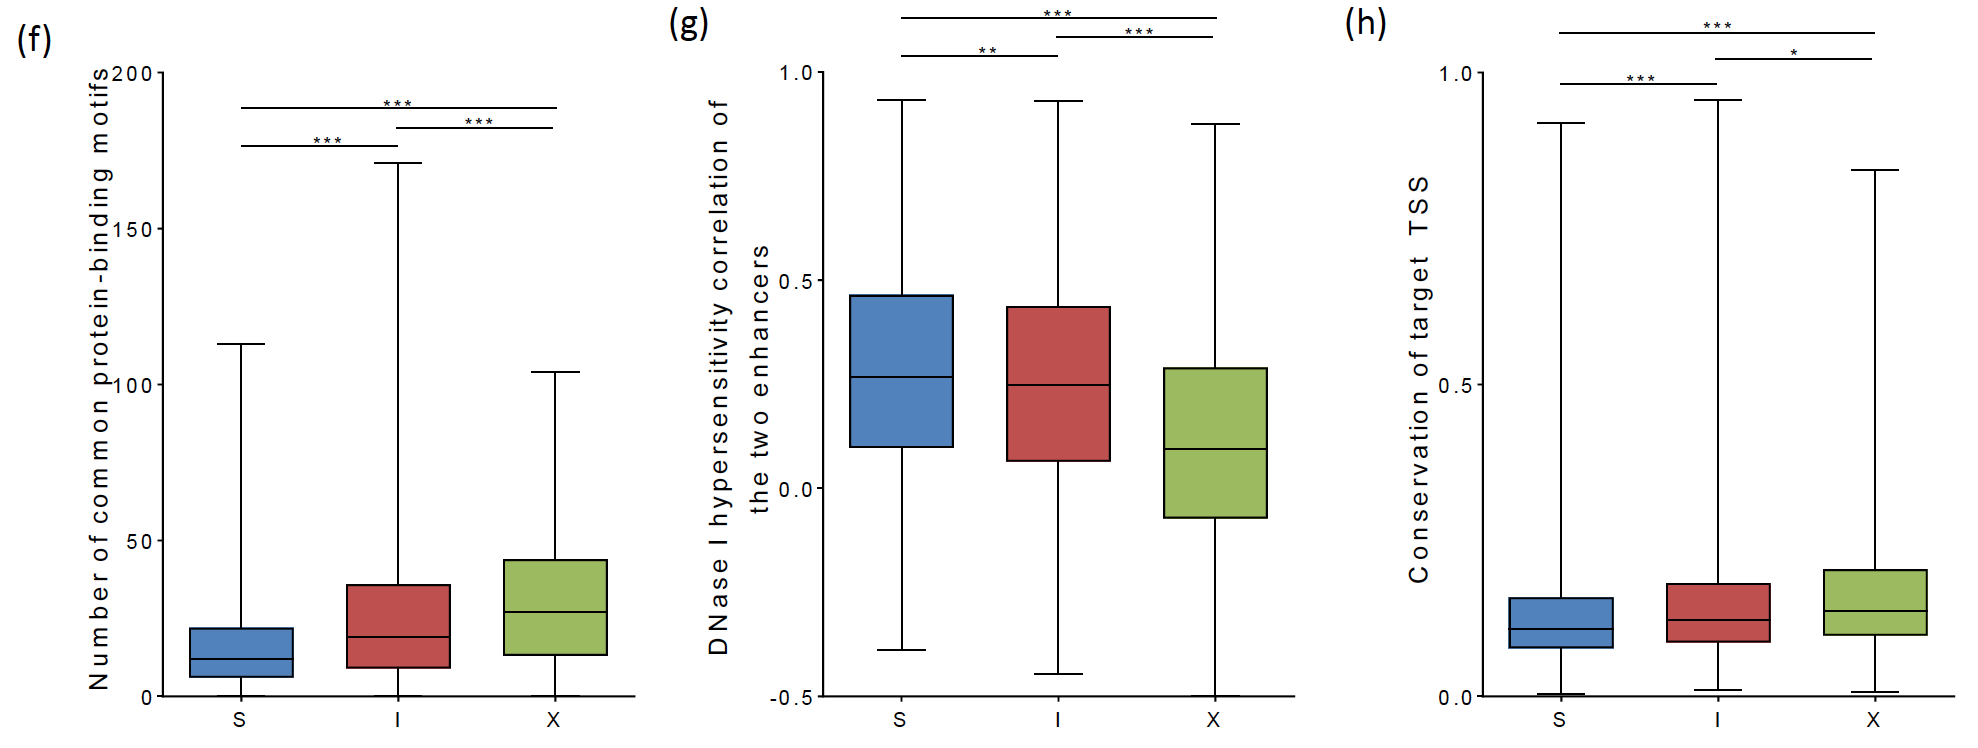 (f)
Number of common protein-binding motifs
200
150
100
50
0
***
***
***
S I X
(g)
DNase I hypersensitivity correlation of
the two enhancers
1.0
0.5
0.0
-0.5
***
***
**
S I X
(h)
Conservation of target TSS
1.0
0.5
0.0
***
*
***
S I X